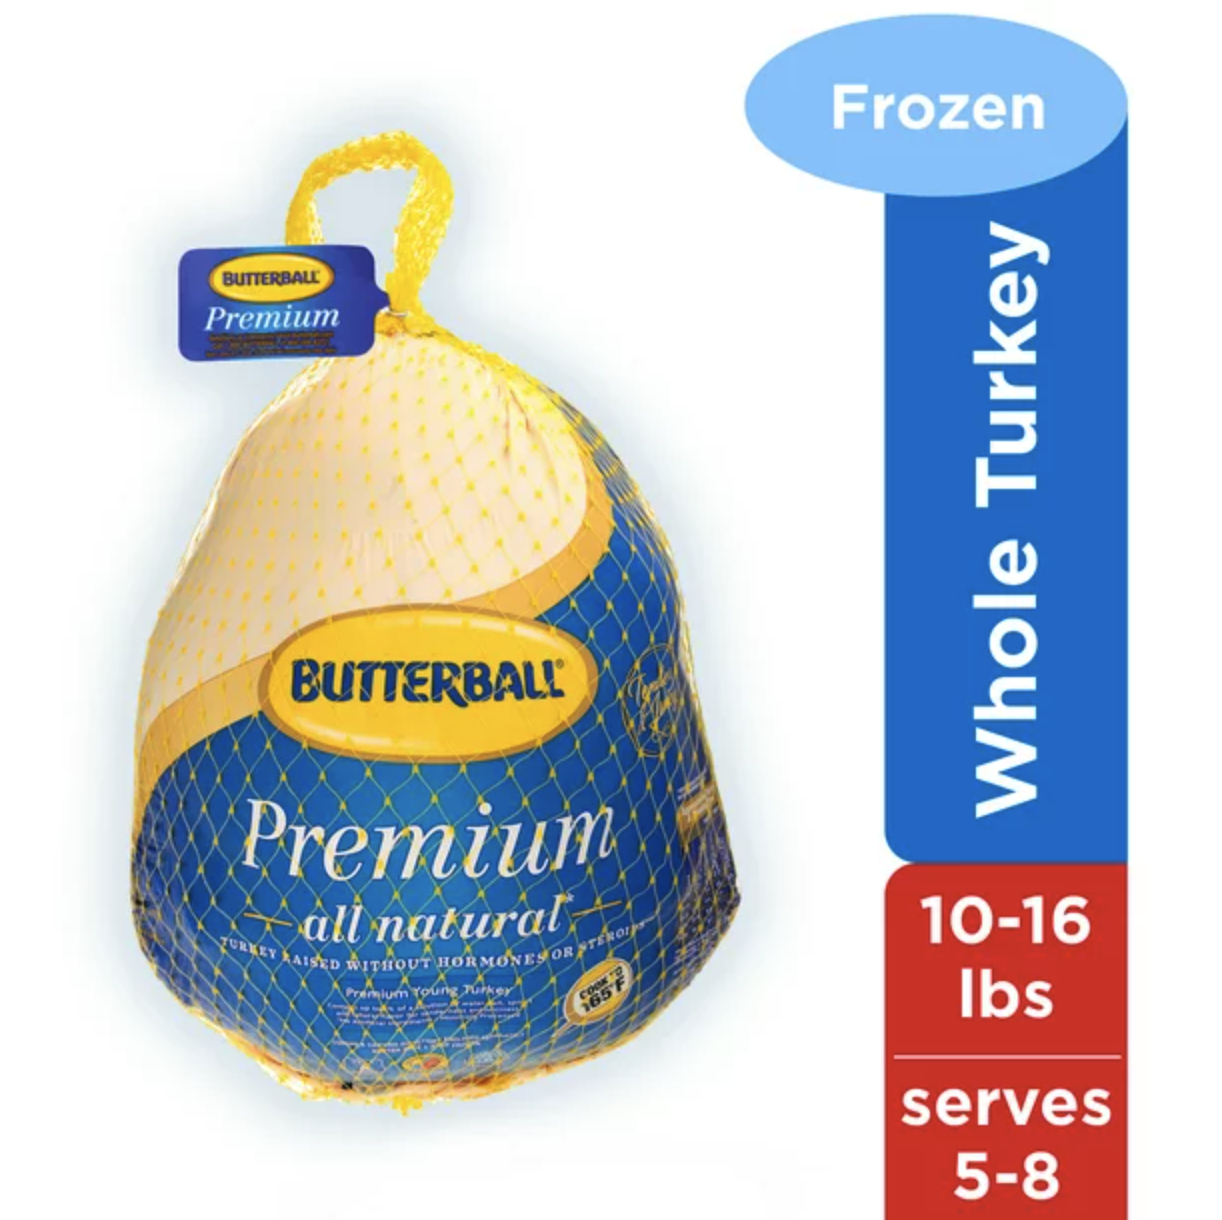 Frozen
Whole Turkey
10-16
lbs
serves
5-8
BUTTERBALL
Premium
BUTTERBALL®
Premium
all natural*
TURKEY RAISED WITHOUT HORMONES OR STEROIDS
Premium Young Turkey
COOK TO
165°F